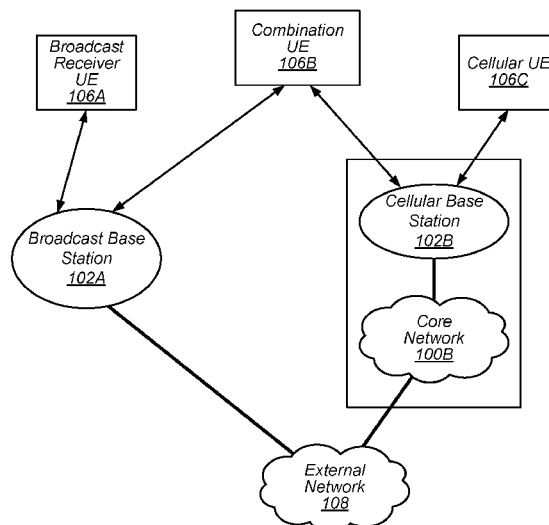 Broadcast
Receiver
UE
106A
Combination
UE
106B
Cellular UE
106C
Broadcast Base
Station
102A
Cellular Base
Station
102B
Core
Network
100B
External
Network
108